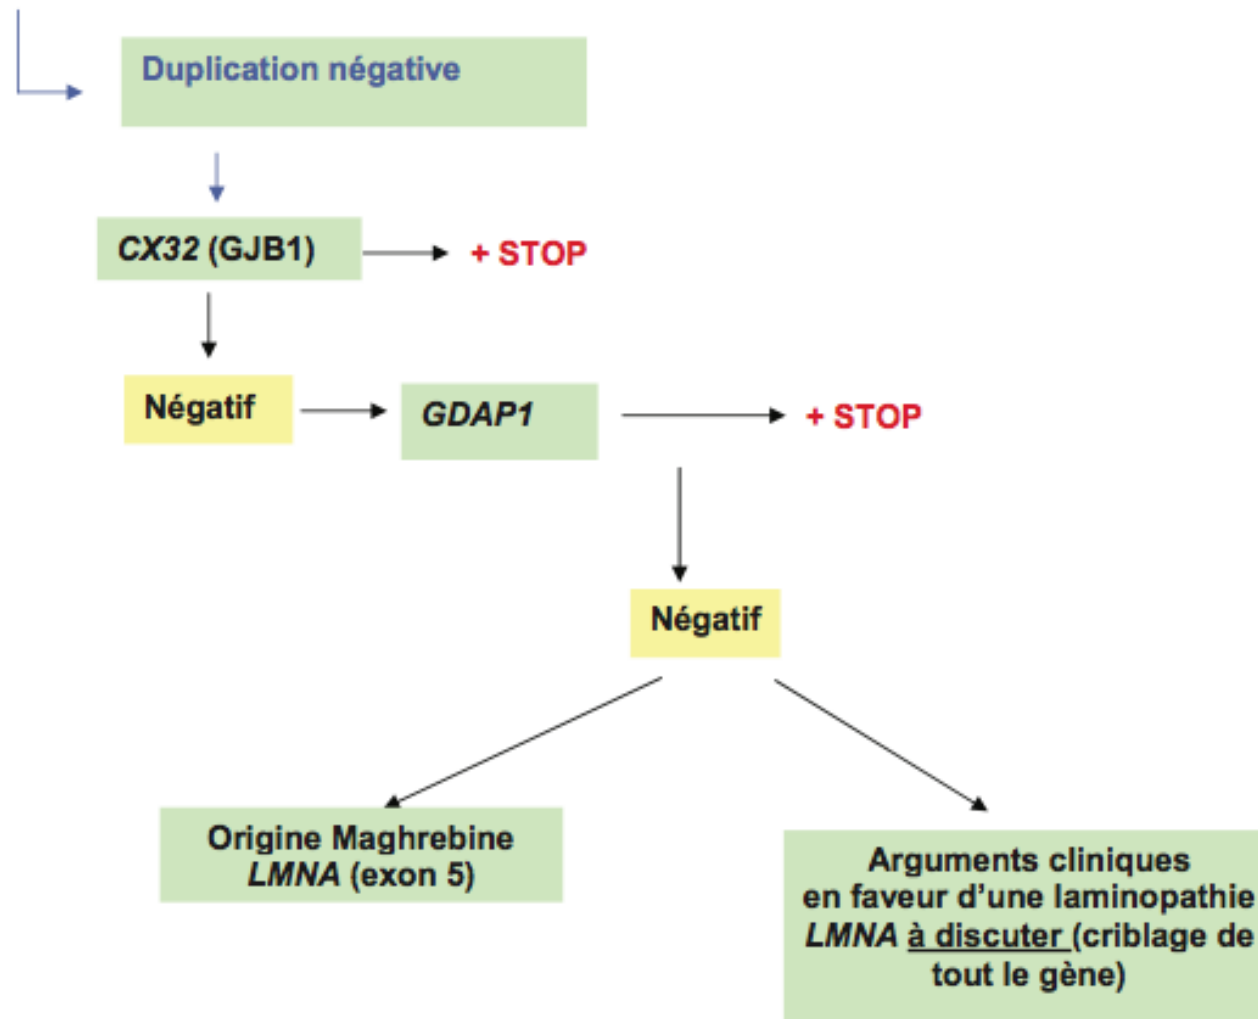 Duplication négative
CX32 (GJB1)
+ STOP
Négatif
GDAP1
+ STOP
Négatif
Origine Maghrebine
LMNA (exon 5)
Arguments cliniques
en faveur d’une laminopathie
LMNA à discuter (criblage de
tout le gène)